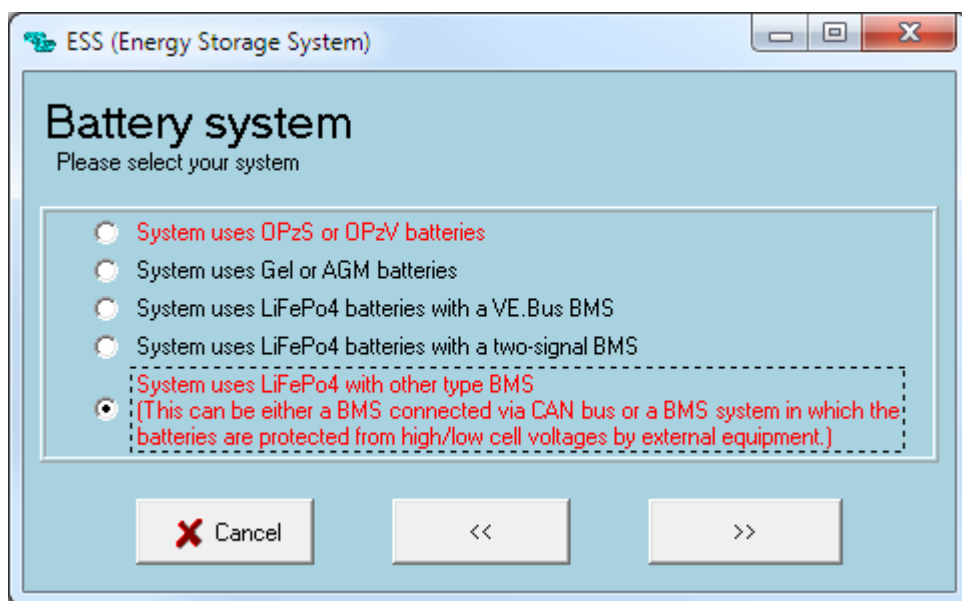 ESS (Energy Storage System)
Battery system
Please select your system
System uses OPzS or OPzV batteries
System uses Gel or AGM batteries
System uses LiFePo4 batteries with a VE.Bus BMS
System uses LiFePo4 batteries with a two-signal BMS
System uses LiFePo4 with other type BMS
(This can be either a BMS connected via CAN bus or a BMS system in which the
batteries are protected from high/low cell voltages by external equipment.)
Cancel
<<
>>